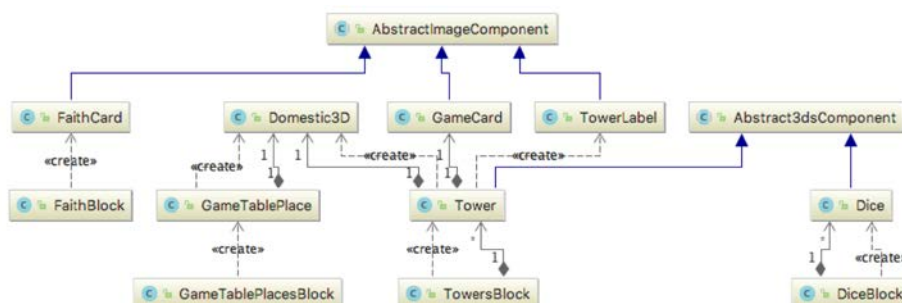 AbstractImageComponent
FaithCard
Domestic3D
GameCard
TowerLabel
Abstract3dsComponent
«create»
«create»
1
1
1
1
«create»
1
1
«create»
FaithBlock
GameTablePlace
Tower
Dice
«create»
«create»
*
1
*
1
«create»
GameTablePlacesBlock
TowersBlock
DiceBlock